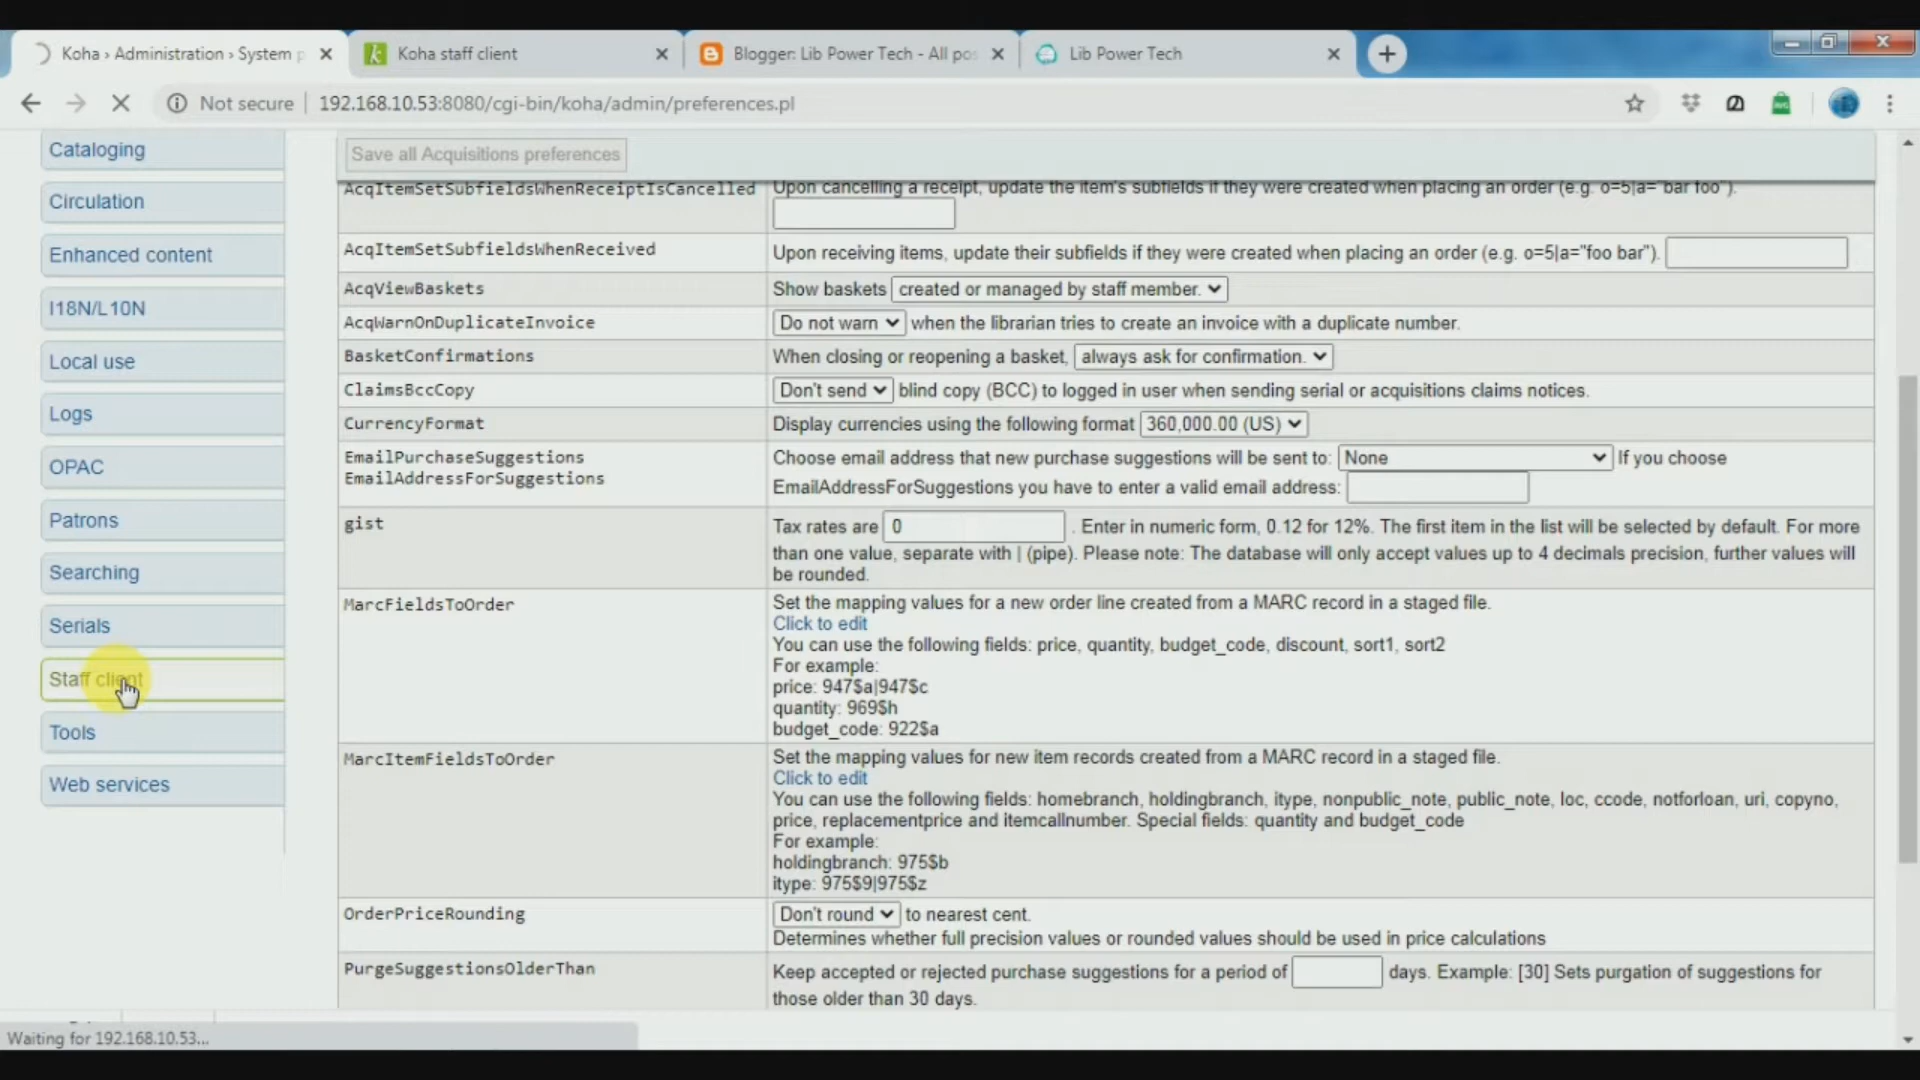 Koha › Administration › System p
Koha staff client
Blogger: Lib Power Tech - All pos
Lib Power Tech
Not secure
192.168.10.53:8080/cgi-bin/koha/admin/preferences.pl
Cataloging
Circulation
Enhanced content
I18N/L10N
Local use
Logs
OPAC
Patrons
Searching
Serials
Staff client
Tools
Web services
Save all Acquisitions preferences
AcqItemSetSubfieldsWhenReceiptIsCancelled
Upon cancelling a receipt, update the item's subfields if they were created when placing an order (e.g. o=5|a="bar foo").
AcqItemSetSubfieldsWhenReceived
Upon receiving items, update their subfields if they were created when placing an order (e.g. o=5|a="foo bar").
AcqViewBaskets
Show baskets created or managed by staff member.
AcqWarnOnDuplicateInvoice
Do not warn when the librarian tries to create an invoice with a duplicate number.
BasketConfirmations
When closing or reopening a basket, always ask for confirmation.
ClaimsBccCopy
Don't send blind copy (BCC) to logged in user when sending serial or acquisitions claims notices.
CurrencyFormat
Display currencies using the following format 360,000.00 (US)
EmailPurchaseSuggestions
EmailAddressForSuggestions
Choose email address that new purchase suggestions will be sent to: None If you choose
EmailAddressForSuggestions you have to enter a valid email address:
gist
Tax rates are 0 . Enter in numeric form, 0.12 for 12%. The first item in the list will be selected by default. For more
than one value, separate with | (pipe). Please note: The database will only accept values up to 4 decimals precision, further values will
be rounded.
MarcFieldsToOrder
Set the mapping values for a new order line created from a MARC record in a staged file.
Click to edit
You can use the following fields: price, quantity, budget_code, discount, sort1, sort2
For example:
price: 947$a|947$c
quantity: 969$h
budget_code: 922$a
MarcItemFieldsToOrder
Set the mapping values for new item records created from a MARC record in a staged file.
Click to edit
You can use the following fields: homebranch, holdingbranch, itype, nonpublic_note, public_note, loc, ccode, notforloan, uri, copyno,
price, replacementprice and itemcallnumber. Special fields: quantity and budget_code
For example:
holdingbranch: 975$b
itype: 975$9|975$z
OrderPriceRounding
Don't round to nearest cent.
Determines whether full precision values or rounded values should be used in price calculations
PurgeSuggestionsOlderThan
Keep accepted or rejected purchase suggestions for a period of days. Example: [30] Sets purgation of suggestions for
those older than 30 days.
Waiting for 192.168.10.53...